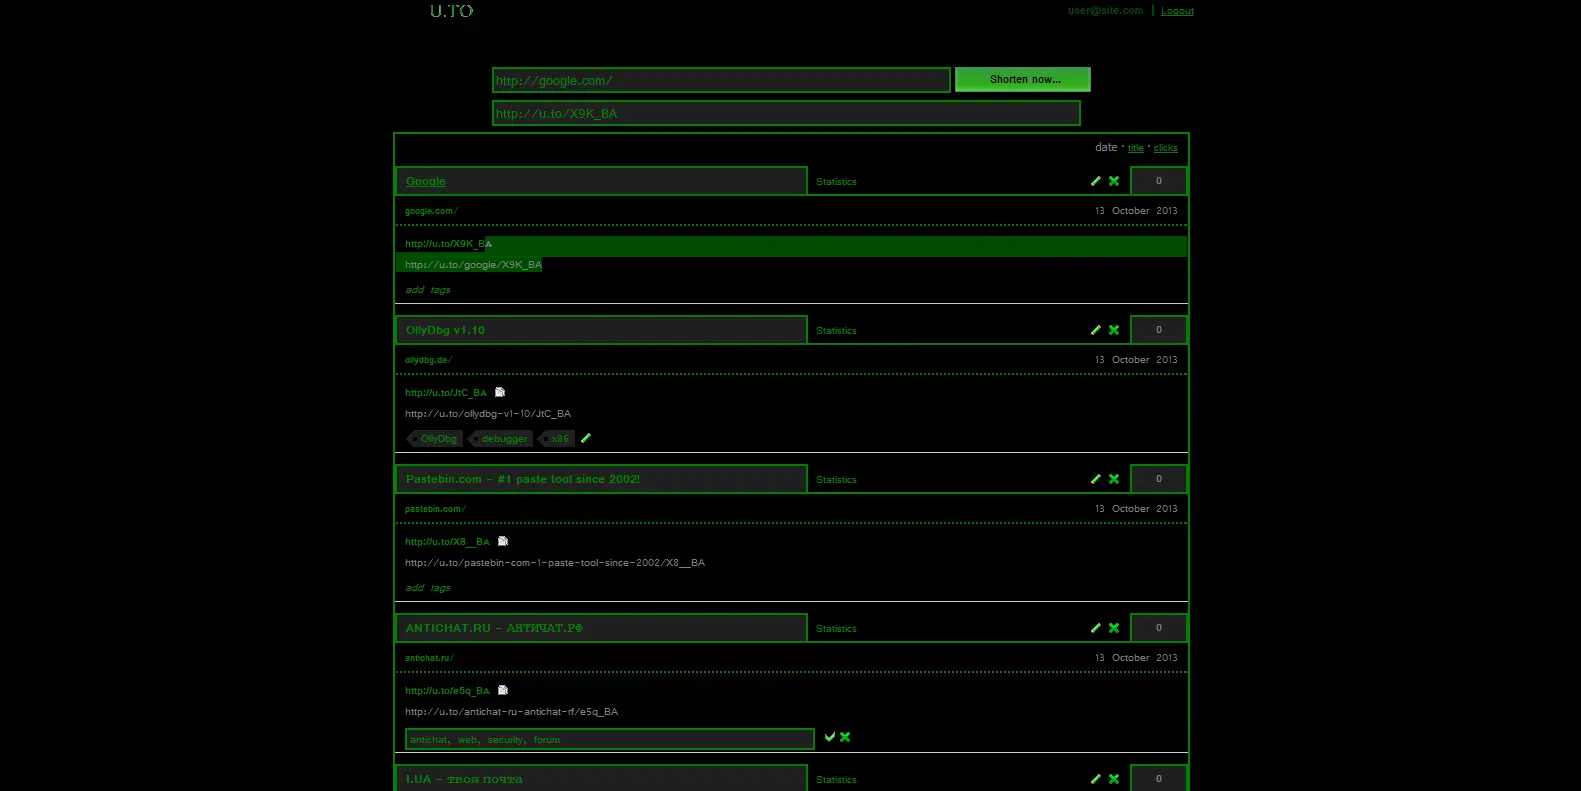 U.TO
user@site.com | Logout
http://google.com/
Shorten now...
http://u.to/X9K_BA
date · title · clicks
Google
Statistics
0
google.com/
13 October 2013
http://u.to/X9K_BA
http://u.to/google/X9K_BA
add tags
OllyDbg v1.10
Statistics
0
ollydbg.de/
13 October 2013
http://u.to/JtC_BA
http://u.to/ollydbg-v1-10/JtC_BA
OllyDbg debugger x86
Pastebin.com - #1 paste tool since 2002!
Statistics
0
pastebin.com/
13 October 2013
http://u.to/X8__BA
http://u.to/pastebin-com-1-paste-tool-since-2002/X8__BA
add tags
ANTICHAT.RU - АНТИЧАТ.РФ
Statistics
0
antichat.ru/
13 October 2013
http://u.to/e5q_BA
http://u.to/antichat-ru-antichat-rf/e5q_BA
antichat, web, security, forum
I.UA - твоя почта
Statistics
0